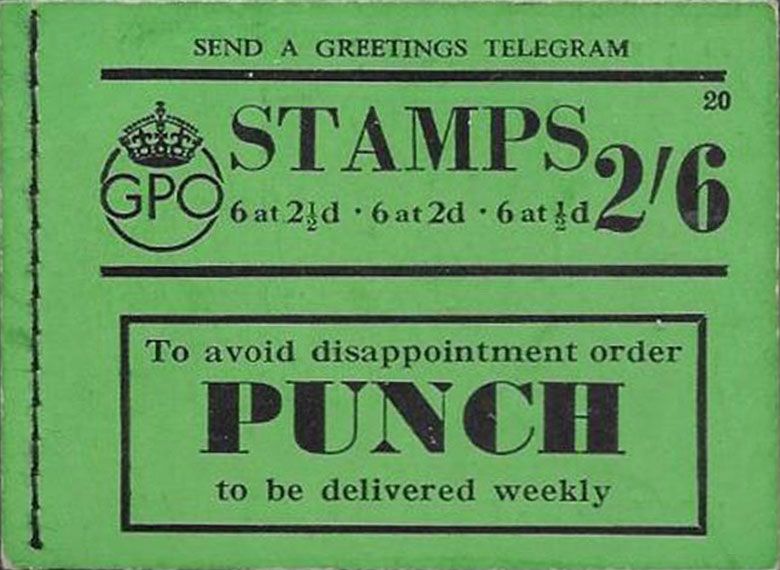 SEND A GREETINGS TELEGRAM
20
GPO
STAMPS
2/6
6 at 2½d · 6 at 2d · 6 at ½d
To avoid disappointment order
PUNCH
to be delivered weekly